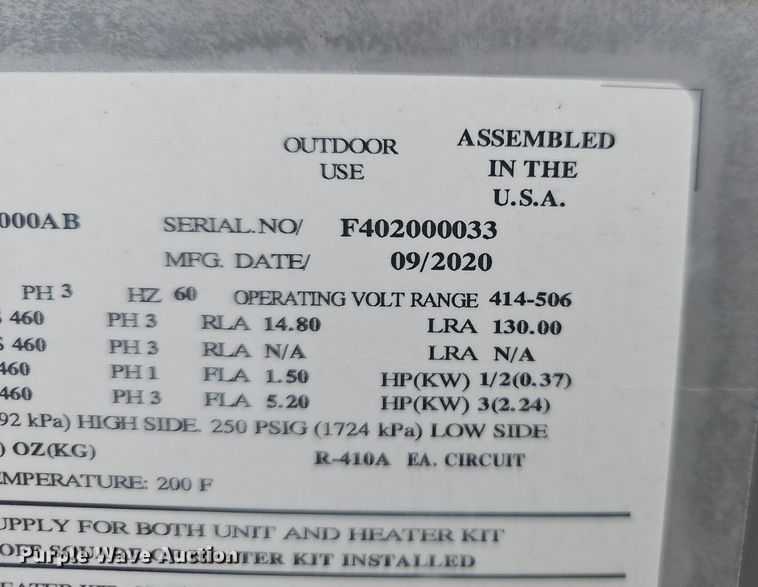 OUTDOOR USE
ASSEMBLED IN THE U.S.A.
000AB SERIAL.NO/ F402000033
MFG. DATE/ 09/2020
PH 3 HZ 60 OPERATING VOLT RANGE 414-506
460 PH 3 RLA 14.80 LRA 130.00
460 PH 3 RLA N/A LRA N/A
460 PH 1 FLA 1.50 HP(KW) 1/2(0.37)
460 PH 3 FLA 5.20 HP(KW) 3(2.24)
92 kPa) HIGH SIDE. 250 PSIG (1724 kPa) LOW SIDE
) OZ(KG) R-410A EA. CIRCUIT
EMPERATURE: 200 F
UPPLY FOR BOTH UNIT AND HEATER KIT
KIT INSTALLED
Purple Wave Auction